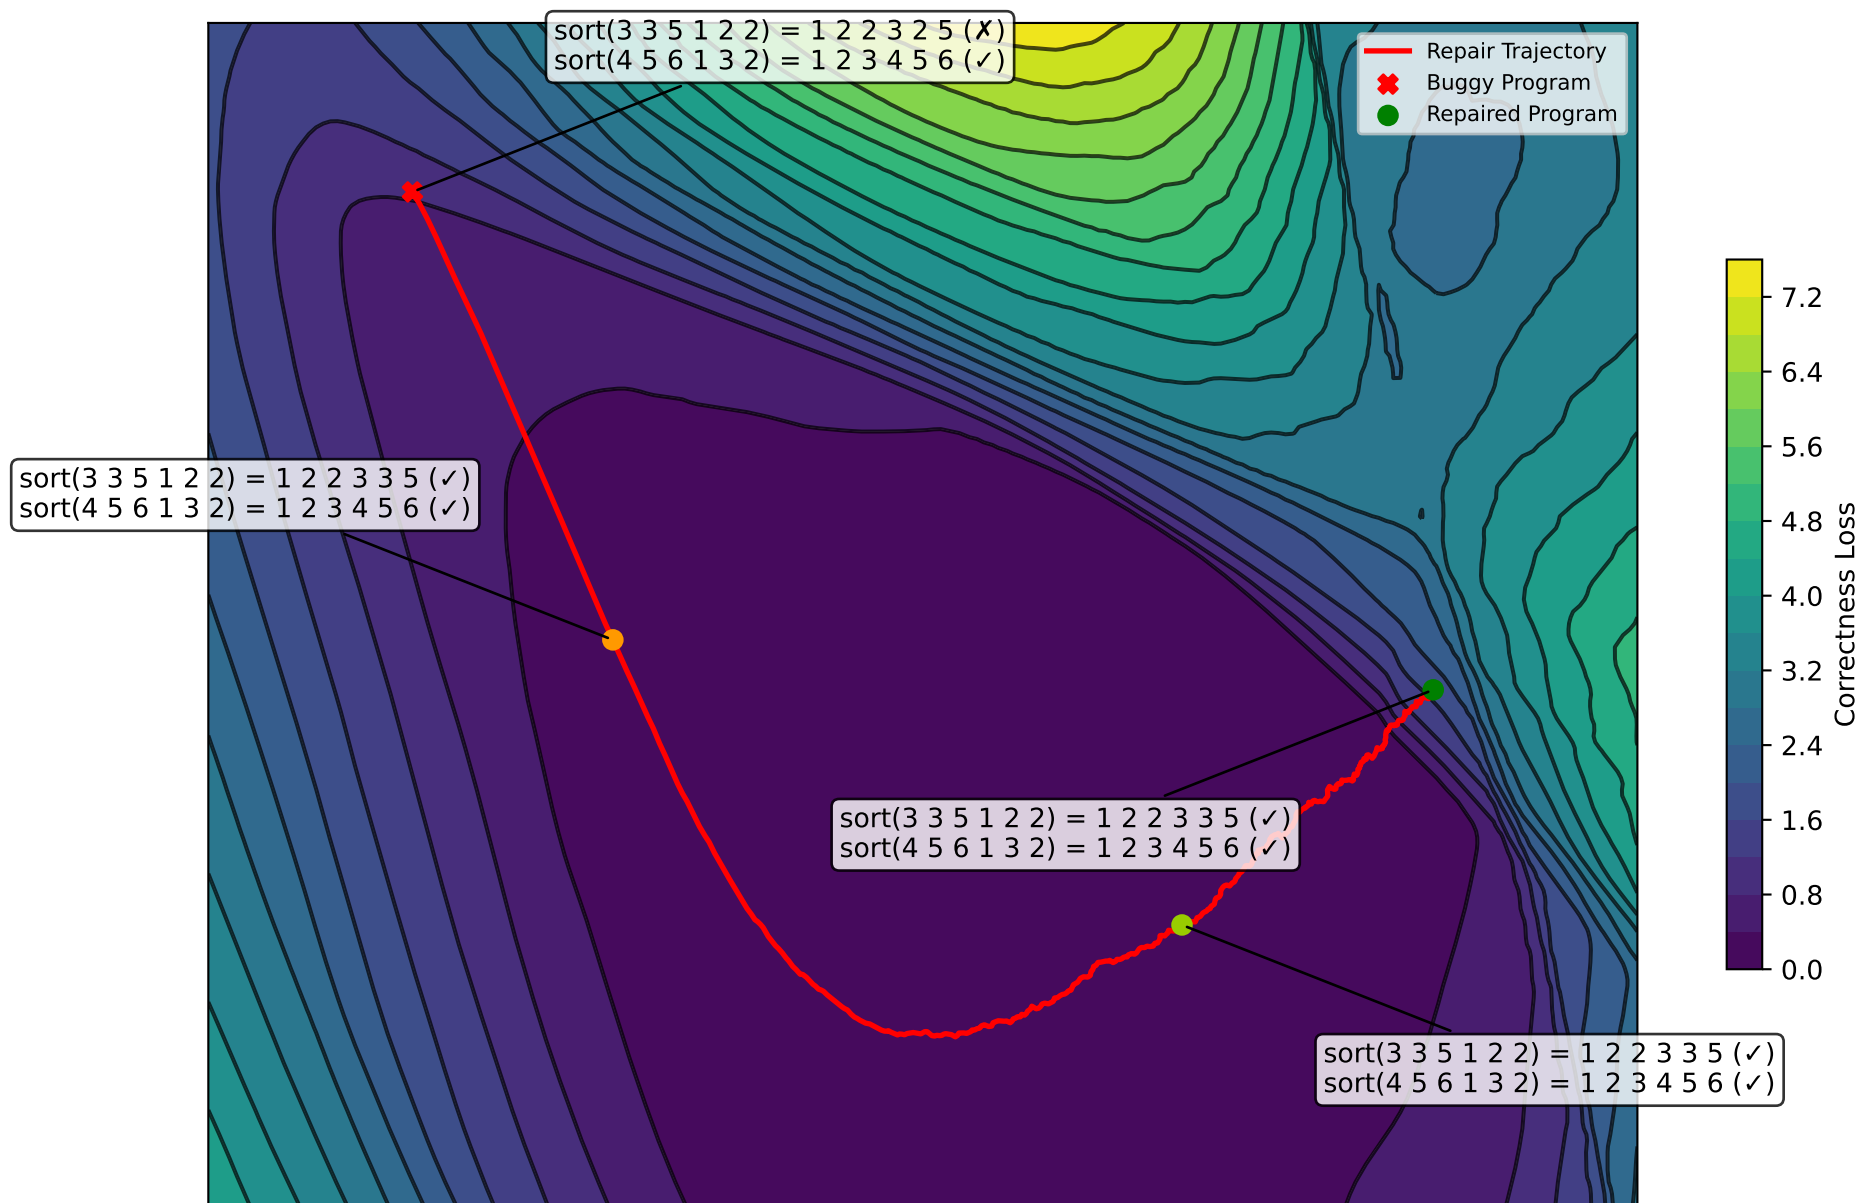 sort(3 3 5 1 2 2) = 1 2 2 3 2 5 (✗)
sort(4 5 6 1 3 2) = 1 2 3 4 5 6 (✓)
Repair Trajectory
Buggy Program
Repaired Program
sort(3 3 5 1 2 2) = 1 2 2 3 3 5 (✓)
sort(4 5 6 1 3 2) = 1 2 3 4 5 6 (✓)
sort(3 3 5 1 2 2) = 1 2 2 3 3 5 (✓)
sort(4 5 6 1 3 2) = 1 2 3 4 5 6 (✓)
sort(3 3 5 1 2 2) = 1 2 2 3 3 5 (✓)
sort(4 5 6 1 3 2) = 1 2 3 4 5 6 (✓)
7.2
6.4
5.6
4.8
4.0
3.2
2.4
1.6
0.8
0.0
Correctness Loss